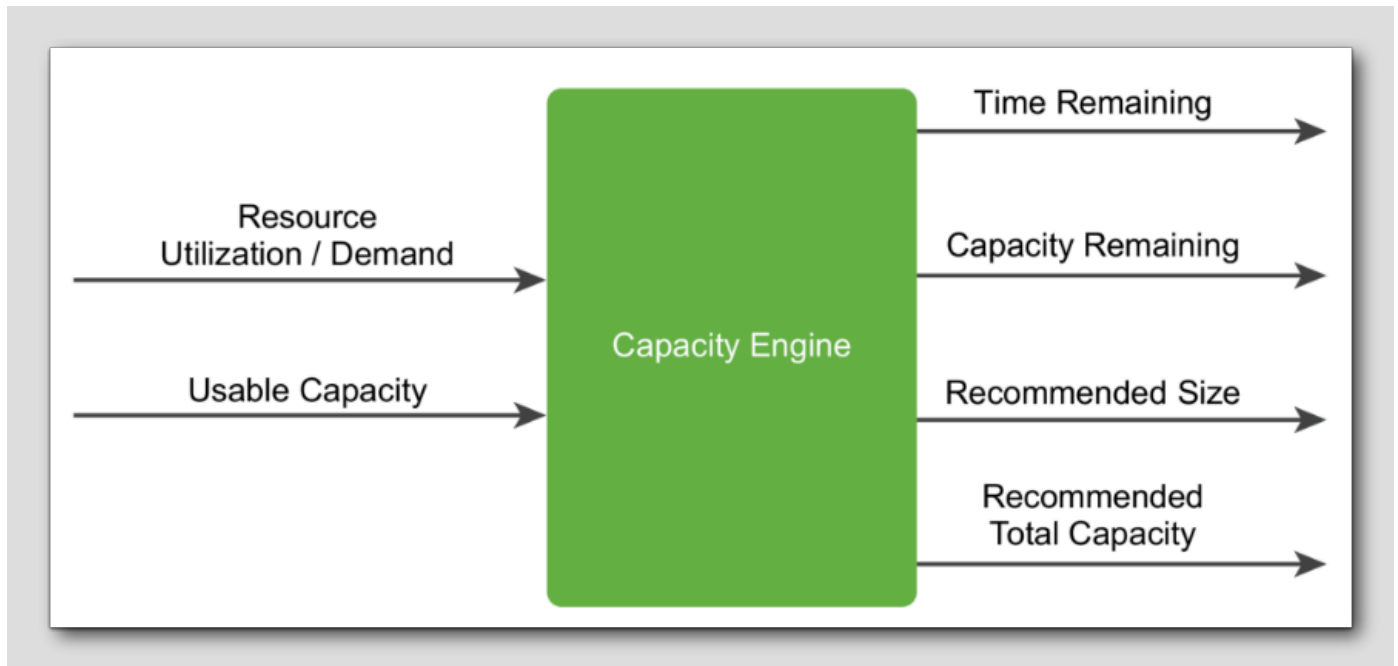 Resource
Utilization / Demand
Usable Capacity
Capacity Engine
Time Remaining
Capacity Remaining
Recommended Size
Recommended
Total Capacity